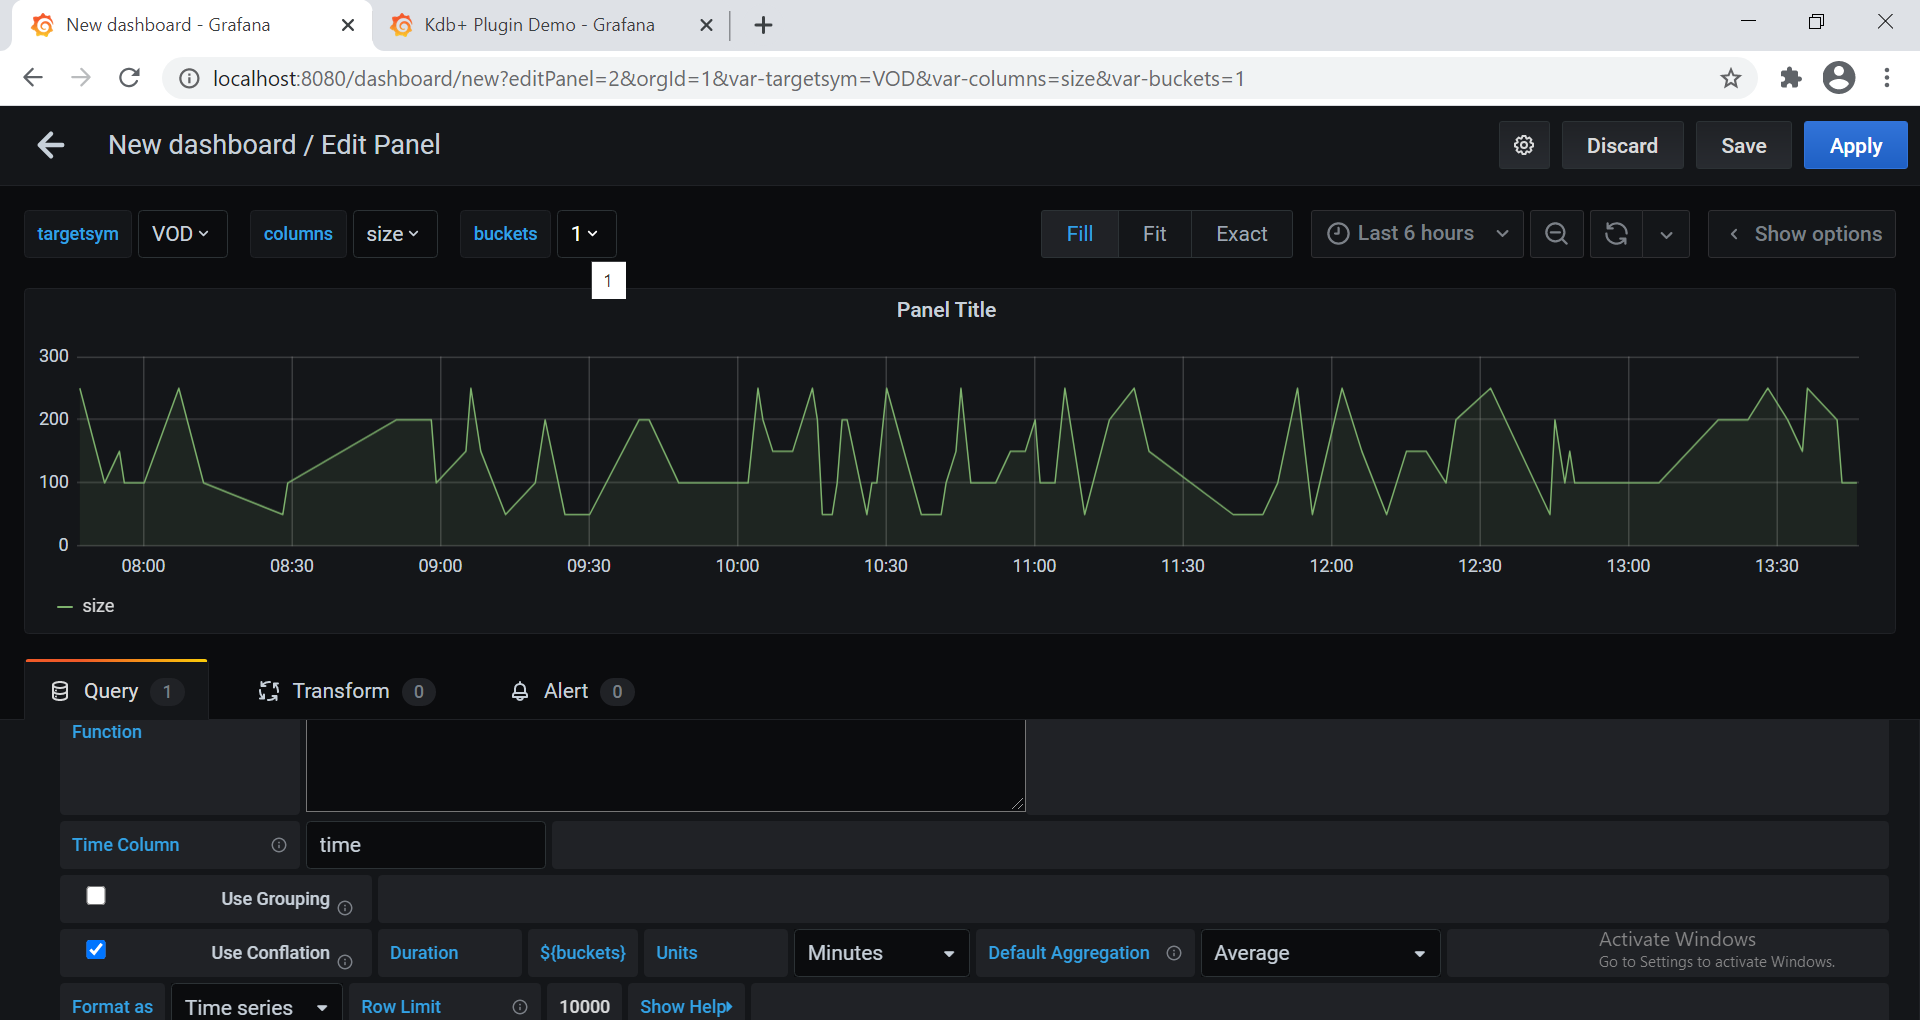 New dashboard - Grafana
Kdb+ Plugin Demo - Grafana
localhost:8080/dashboard/new?editPanel=2&orgId=1&var-targetsym=VOD&var-columns=size&var-buckets=1
New dashboard / Edit Panel
Discard
Save
Apply
targetsym
VOD
columns
size
buckets
1
Fill
Fit
Exact
Last 6 hours
Show options
1
Panel Title
300
200
100
0
08:00
08:30
09:00
09:30
10:00
10:30
11:00
11:30
12:00
12:30
13:00
13:30
size
Query 1
Transform 0
Alert 0
Function
Time Column
time
Use Grouping
Use Conflation
Duration
${buckets}
Units
Minutes
Default Aggregation
Average
Activate Windows
Go to Settings to activate Windows.
Format as
Time series
Row Limit
10000
Show Help